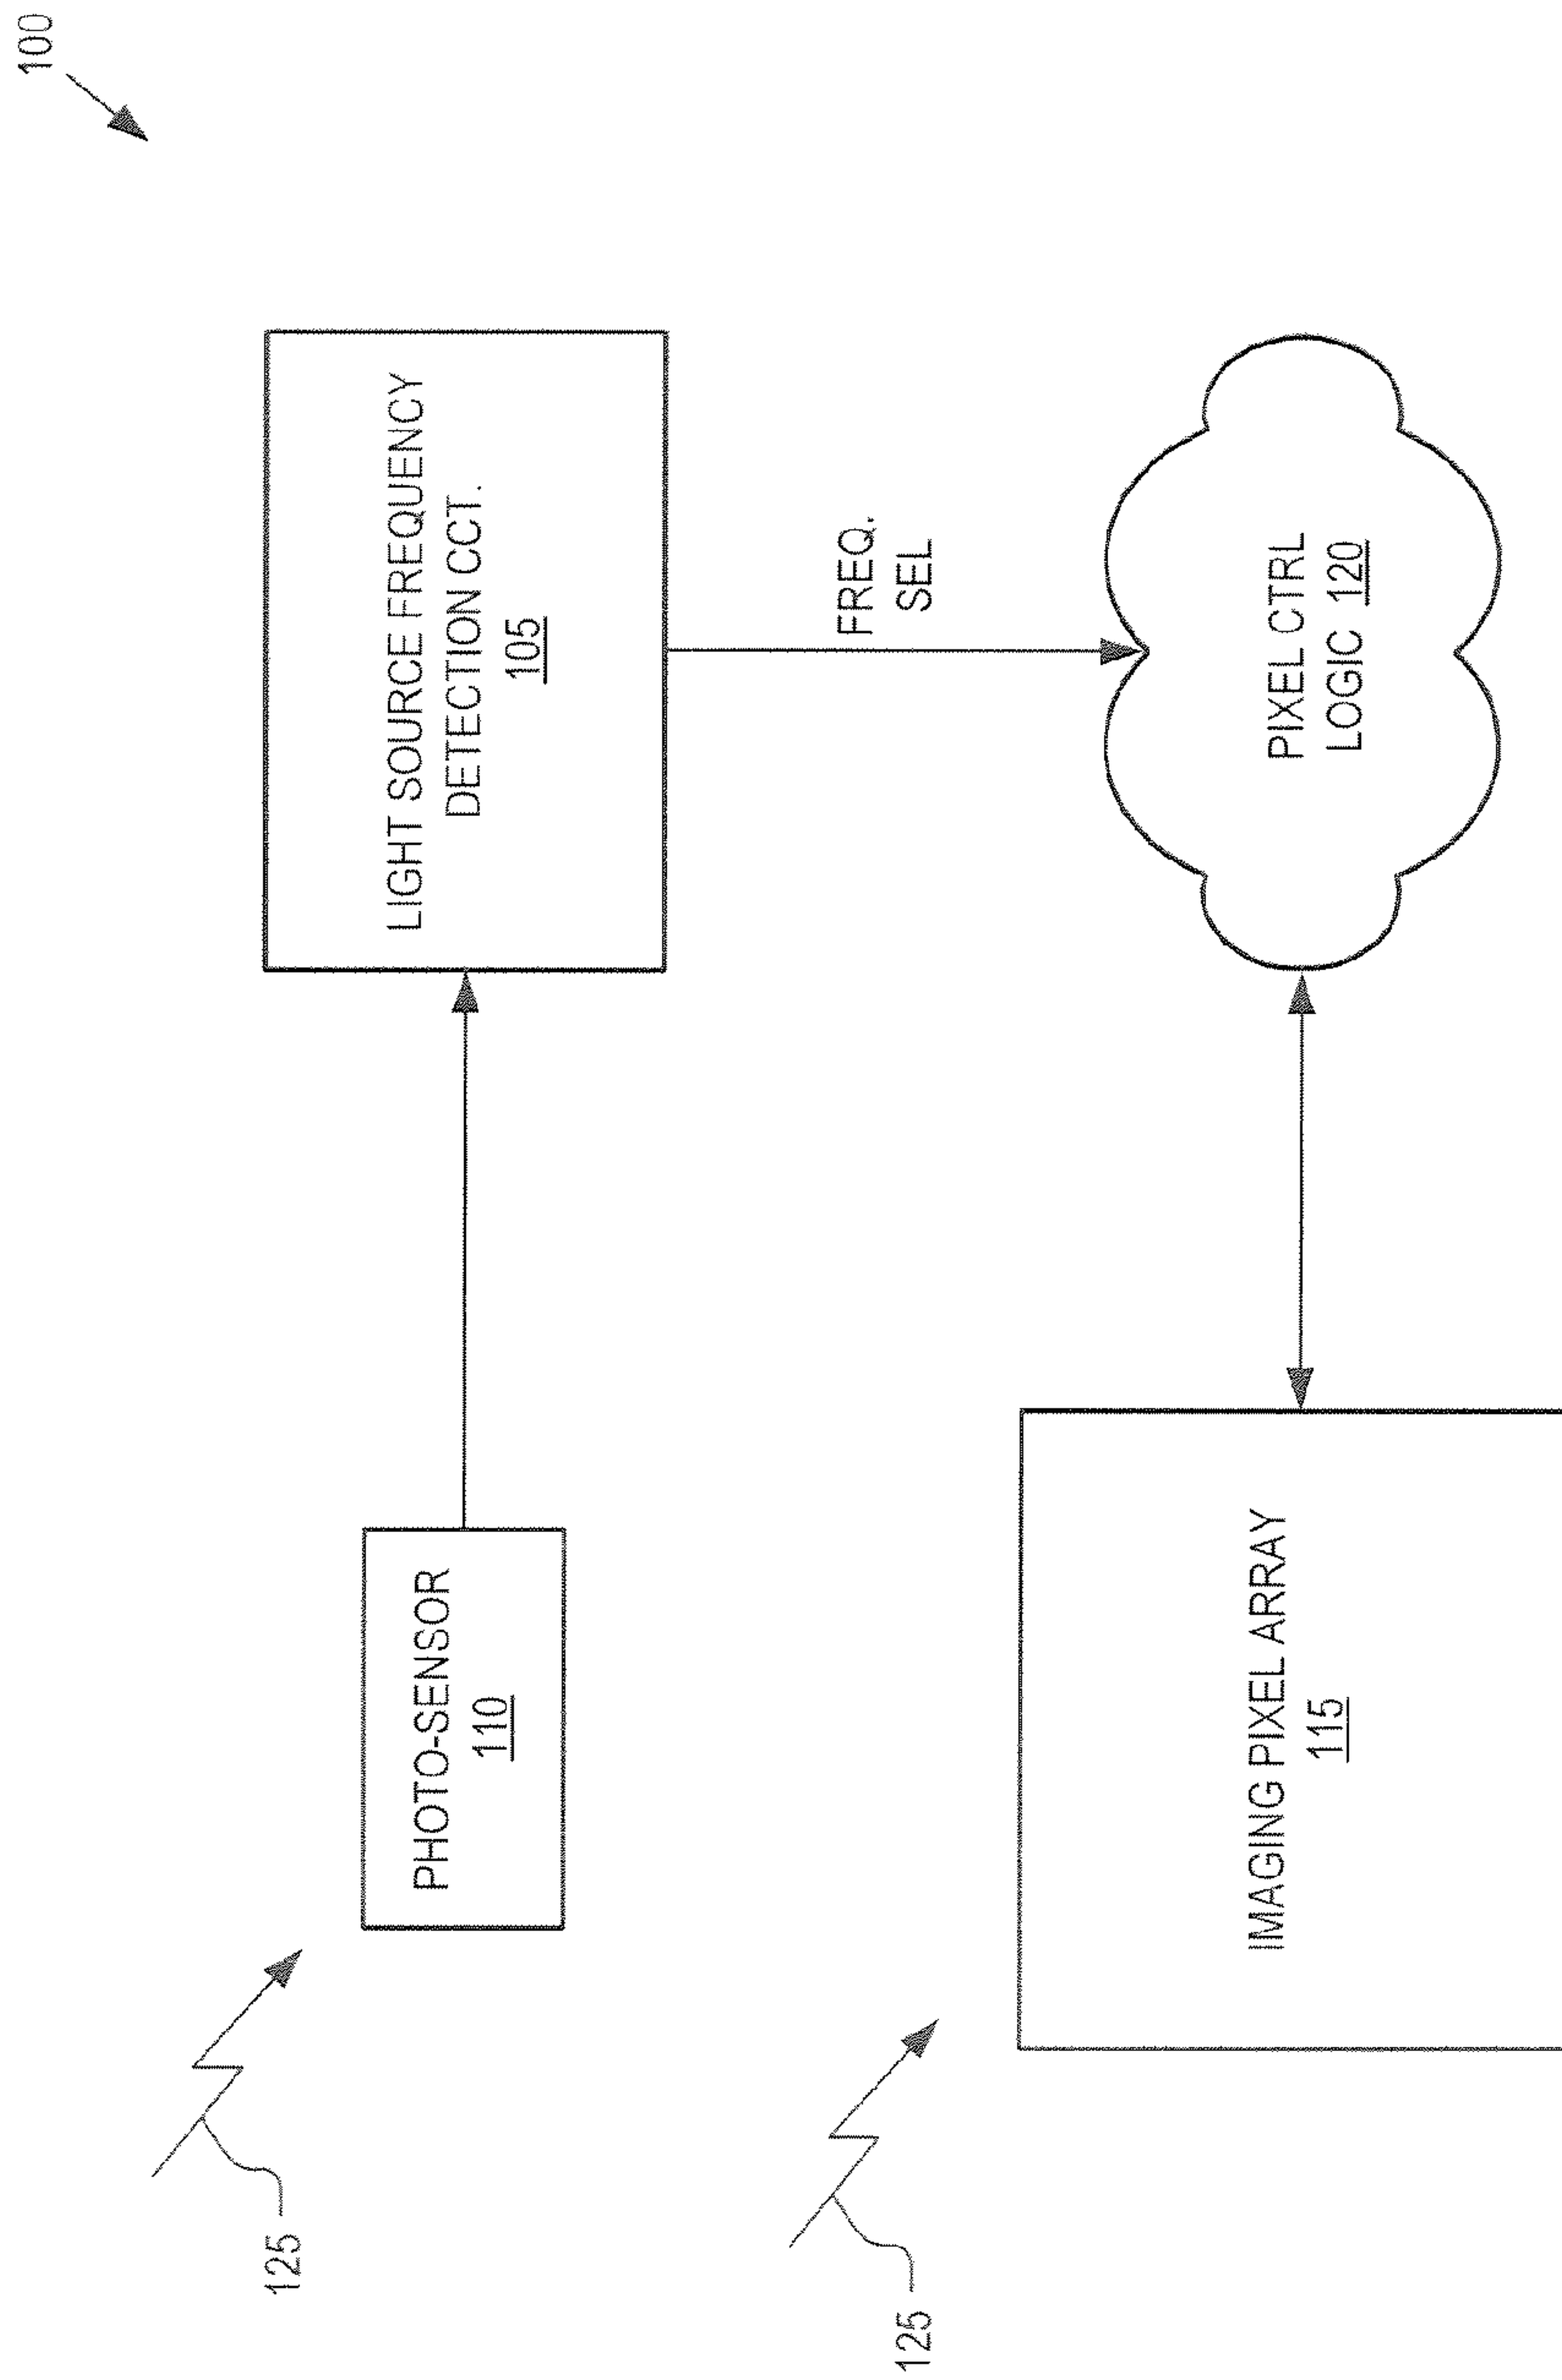 100
LIGHT SOURCE FREQUENCY
DETECTION CCT.
105
PHOTO-SENSOR
110
125
FREQ.
SEL
PIXEL CTRL
LOGIC 120
IMAGING PIXEL ARRAY
115
125